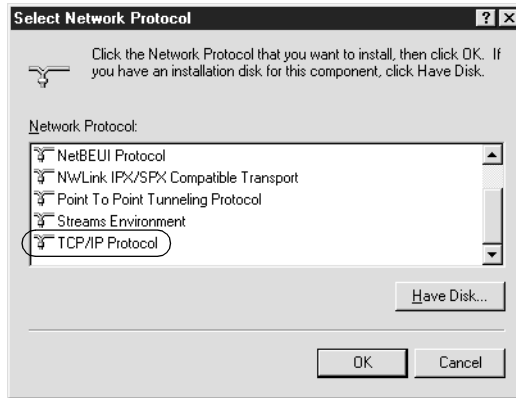 Select Network Protocol
Click the Network Protocol that you want to install, then click OK. If
you have an installation disk for this component, click Have Disk.
Network Protocol:
NetBEUI Protocol
NWLink IPX/SPX Compatible Transport
Point To Point Tunneling Protocol
Streams Environment
TCP/IP Protocol
Have Disk...
OK
Cancel